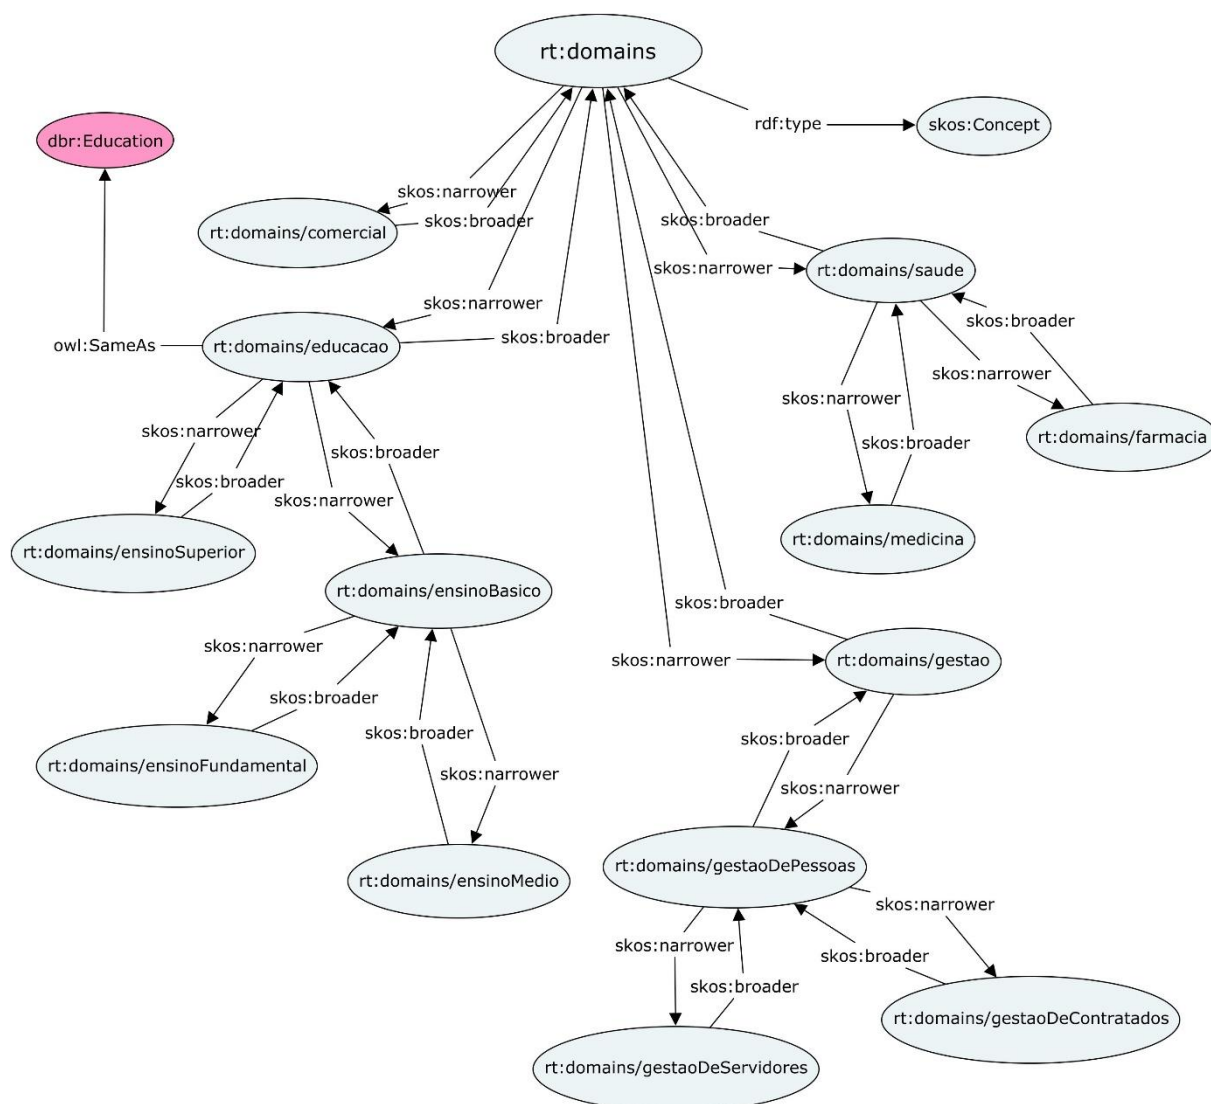 rt:domains
rdf:type
skos:Concept
dbr:Education
skos:narrower
skos:broader
rt:domains/comercial
skos:broader
skos:narrower
rt:domains/saude
skos:narrower
skos:broader
owl:SameAs
rt:domains/educacao
skos:broader
skos:narrower
skos:narrower
skos:broader
rt:domains/farmacia
skos:narrower
skos:broader
skos:broader
skos:narrower
rt:domains/ensinoSuperior
rt:domains/medicina
rt:domains/ensinoBasico
skos:broader
skos:narrower
skos:narrower
rt:domains/gestao
skos:broader
skos:broader
skos:narrower
rt:domains/ensinoFundamental
skos:broader
skos:narrower
rt:domains/ensinoMedio
rt:domains/gestaoDePessoas
skos:narrower
skos:narrower
skos:broader
skos:broader
rt:domains/gestaoDeContratados
rt:domains/gestaoDeServidores